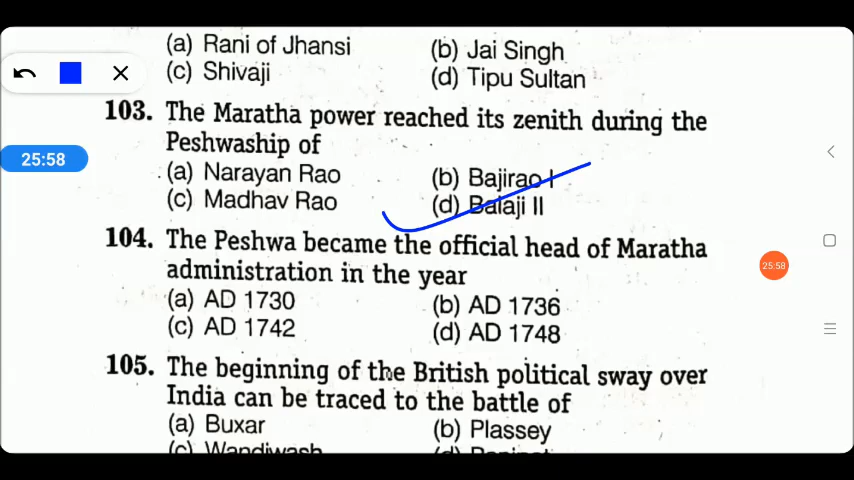 (a) Rani of Jhansi (b) Jai Singh
(c) Shivaji (d) Tipu Sultan
103. The Maratha power reached its zenith during the
Peshwaship of
25:58
(a) Narayan Rao (b) Bajirao I
(c) Madhav Rao (d) Balaji II
104. The Peshwa became the official head of Maratha
administration in the year
25:58
(a) AD 1730 (b) AD 1736
(c) AD 1742 (d) AD 1748
105. The beginning of the British political sway over
India can be traced to the battle of
(a) Buxar (b) Plassey
(c) Wandiwash (d) Panipat